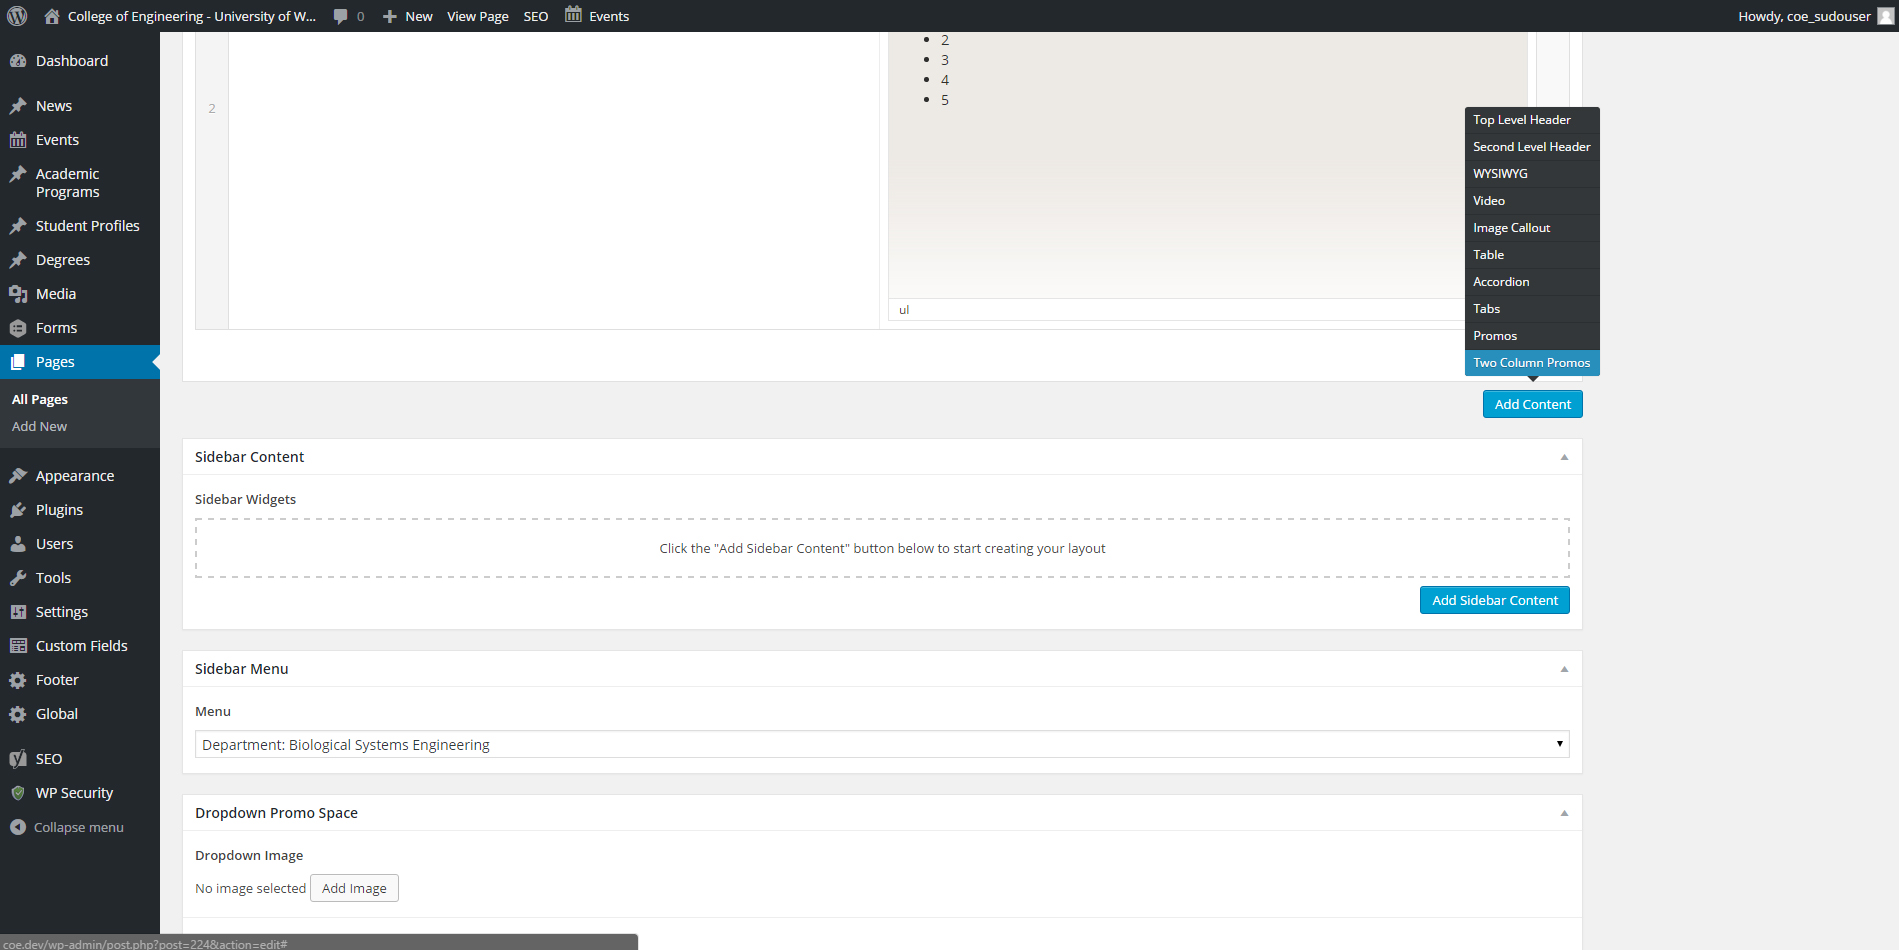 College of Engineering - University of W...
0
New
View Page
SEO
Events
Howdy, coe_sudouser
Dashboard
News
Events
Academic
Programs
Student Profiles
Degrees
Media
Forms
Pages
All Pages
Add New
Appearance
Plugins
Users
Tools
Settings
Custom Fields
Footer
Global
SEO
WP Security
Collapse menu
2
2
3
4
5
ul
Top Level Header
Second Level Header
WYSIWYG
Video
Image Callout
Table
Accordion
Tabs
Promos
Two Column Promos
Add Content
Sidebar Content
Sidebar Widgets
Click the "Add Sidebar Content" button below to start creating your layout
Add Sidebar Content
Sidebar Menu
Menu
Department: Biological Systems Engineering
Dropdown Promo Space
Dropdown Image
No image selected
Add Image
coe.dev/wp-admin/post.php?post=224&action=edit#